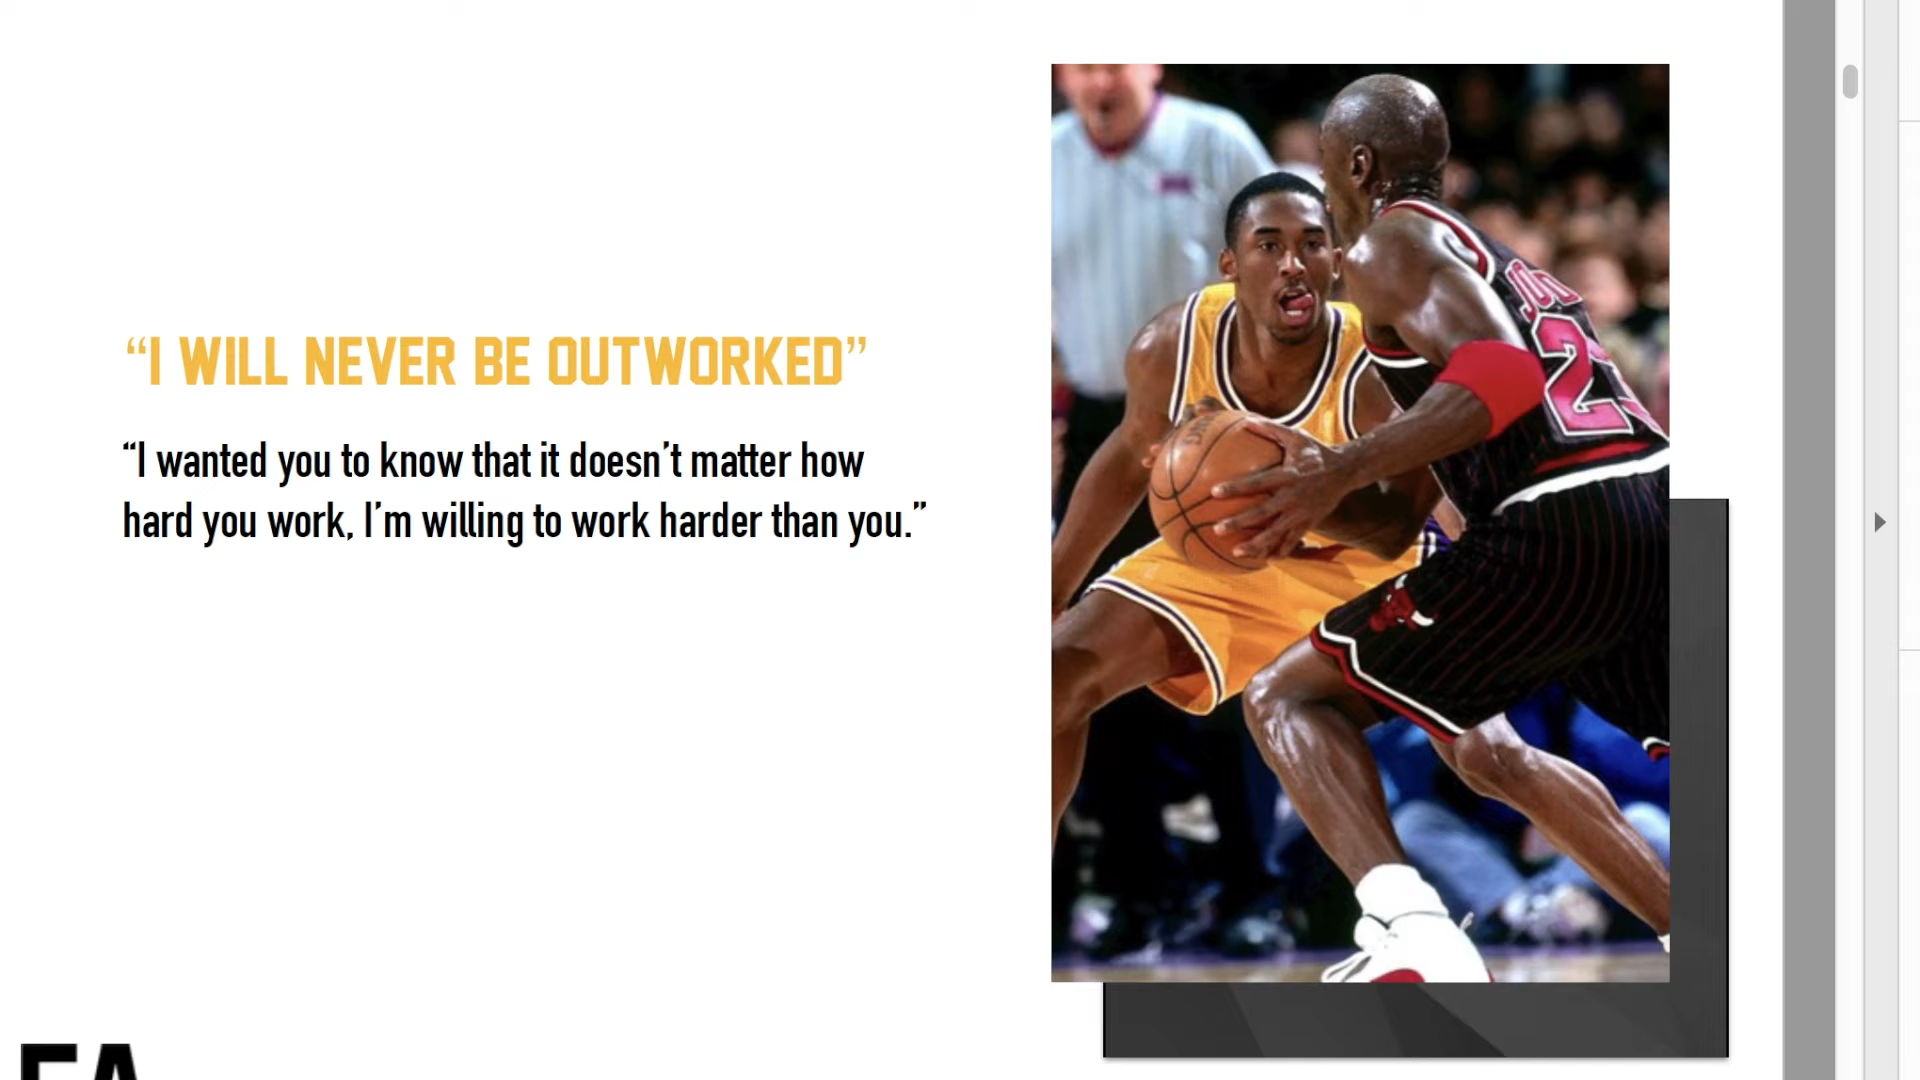 “I WILL NEVER BE OUTWORKED”
“I wanted you to know that it doesn’t matter how
hard you work, I’m willing to work harder than you.”
23